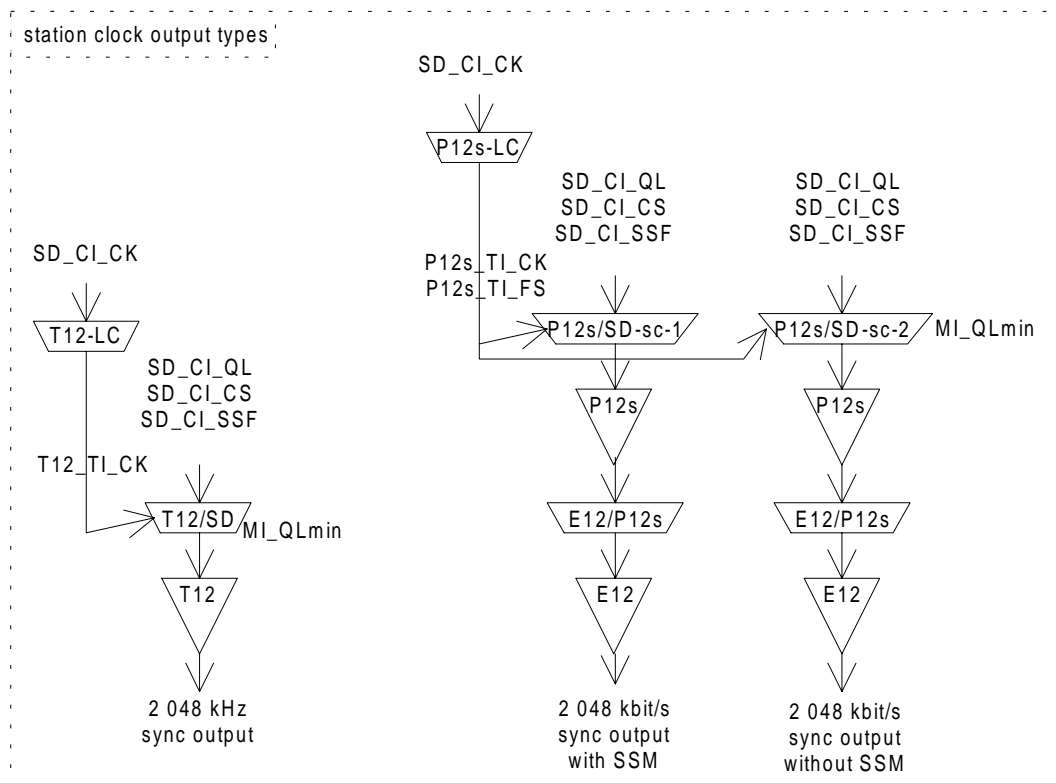 station clock output types
SD_CI_CK
P12s-LC
SD_CI_QL
SD_CI_CS
SD_CI_SSF
SD_CI_QL
SD_CI_CS
SD_CI_SSF
SD_CI_CK
P12s_TI_CK
P12s_TI_FS
T12-LC
P12s/SD-sc-1
P12s/SD-sc-2
MI_QLmin
SD_CI_QL
SD_CI_CS
SD_CI_SSF
P12s
P12s
T12_TI_CK
T12/SD
MI_QLmin
E12/P12s
E12/P12s
T12
E12
E12
2 048 kHz
sync output
2 048 kbit/s
sync output
with SSM
2 048 kbit/s
sync output
without SSM